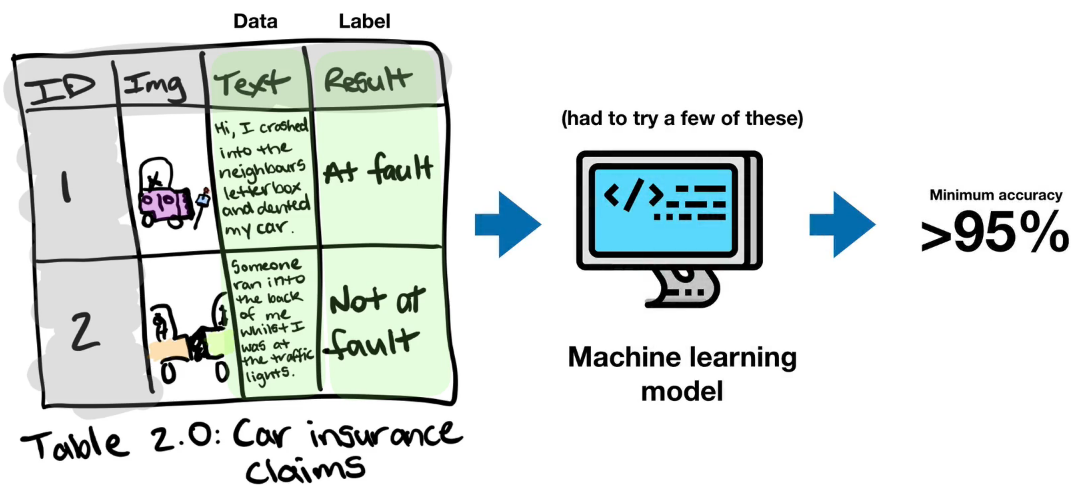 Data
Label
ID
Img
Text
Result
1
Hi, I crashed
into the
neighbours
letterbox
and dented
my car.
At fault
2
Someone
ran into
the back
of me
whilst I
was at
the traffic
lights.
Not at
fault
Table 2.0: Car insurance
claims
(had to try a few of these)
</>
Machine learning
model
Minimum accuracy
>95%